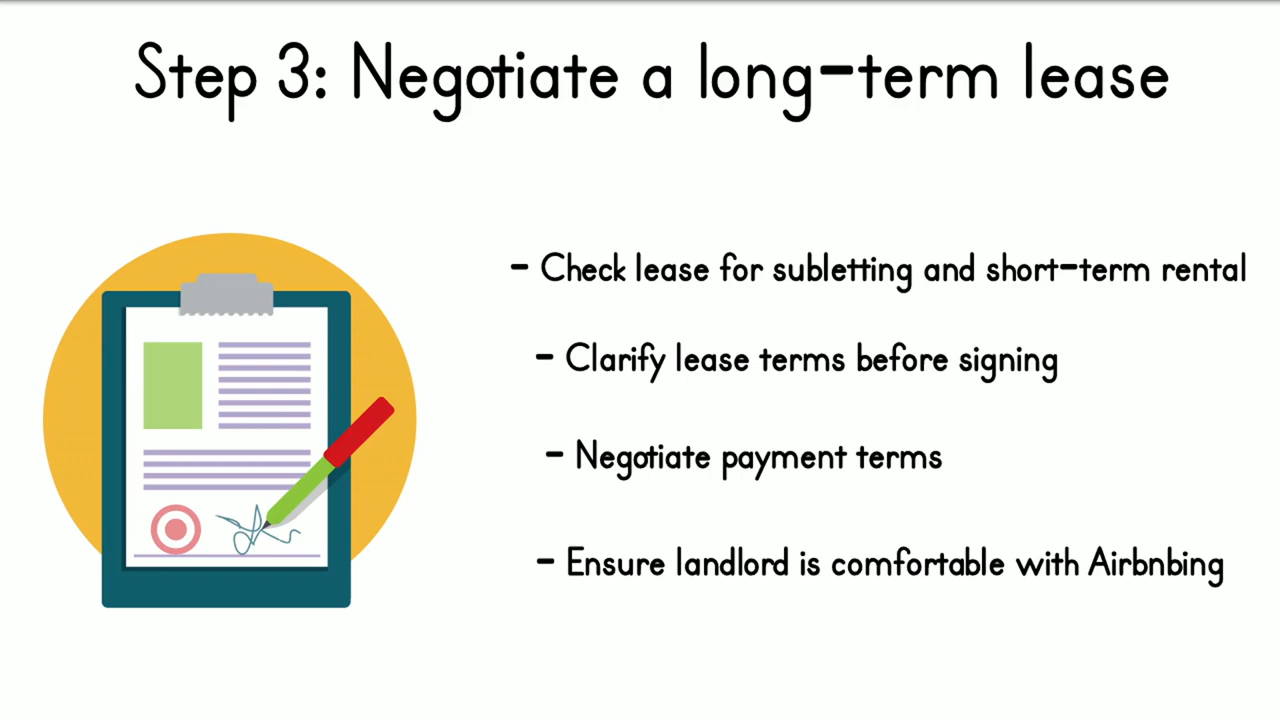 Step 3: Negotiate a long-term lease
- Check lease for subletting and short-term rental
- Clarify lease terms before signing
- Negotiate payment terms
- Ensure landlord is comfortable with Airbnbing